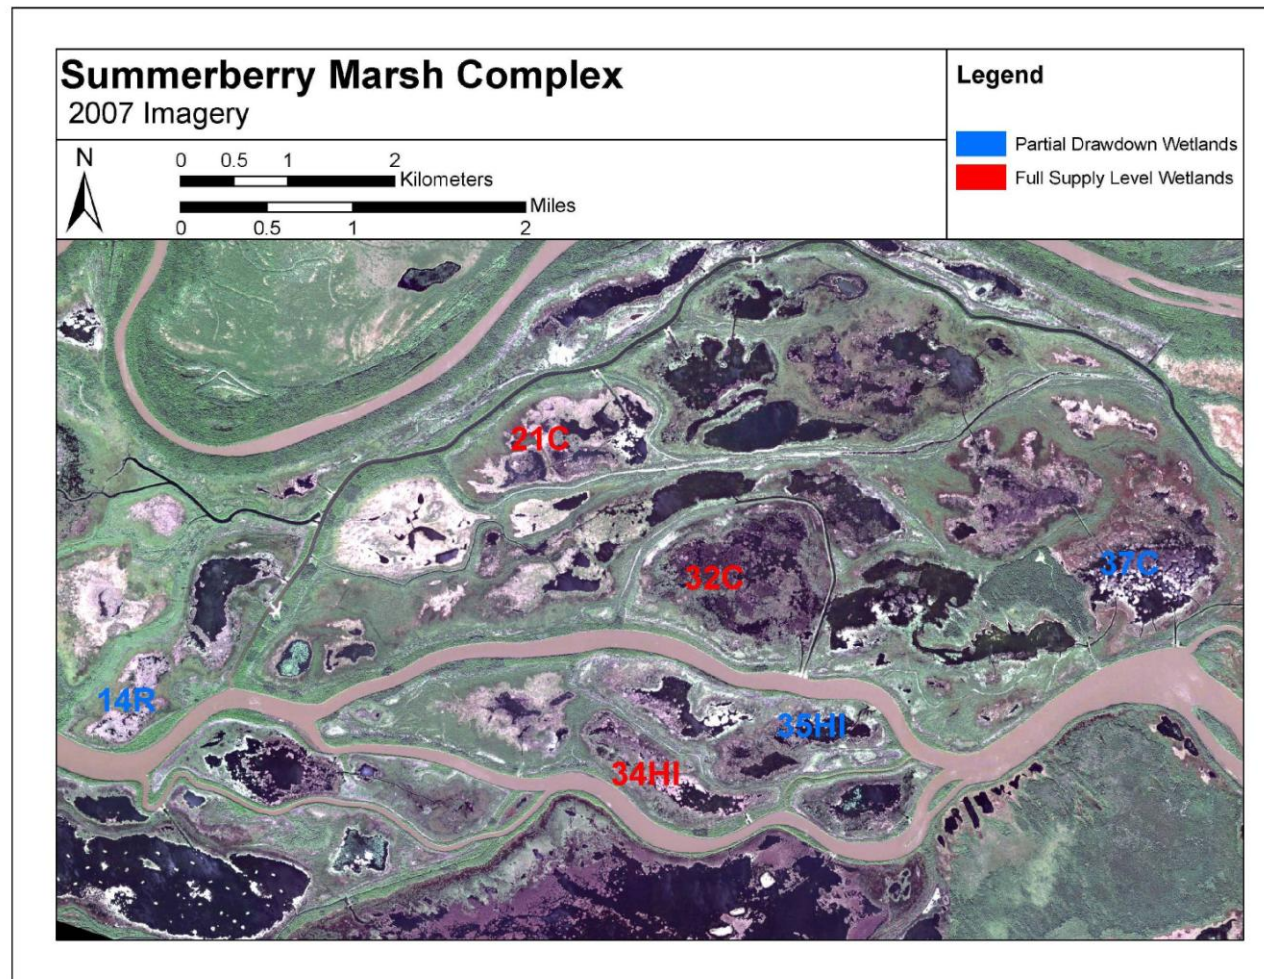 Summerberry Marsh Complex
2007 Imagery
Legend
Partial Drawdown Wetlands
Full Supply Level Wetlands
N
0 0.5 1 2
Kilometers
Miles
0 0.5 1 2
21C
32C
37C
14R
35HI
34HI